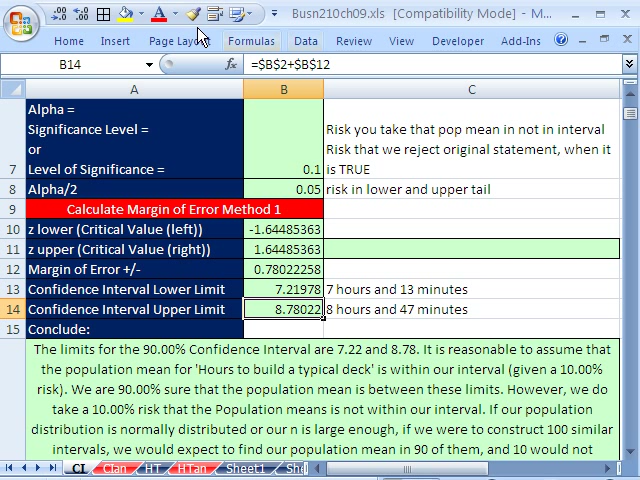 Busn210ch09.xls [Compatibility Mode] - M...
Home Insert Page Layout Formulas Data Review View Developer Add-Ins
B14 fx =$B$2+$B$12
A B C
Alpha =
Significance Level =
or
Level of Significance =
7 0.1
Risk you take that pop mean in not in interval
Risk that we reject original statement, when it
is TRUE
8 Alpha/2 0.05 risk in lower and upper tail
9 Calculate Margin of Error Method 1
10 z lower (Critical Value (left)) -1.64485363
11 z upper (Critical Value (right)) 1.64485363
12 Margin of Error +/- 0.78022258
13 Confidence Interval Lower Limit 7.21978 7 hours and 13 minutes
14 Confidence Interval Upper Limit 8.78022 8 hours and 47 minutes
15 Conclude:
The limits for the 90.00% Confidence Interval are 7.22 and 8.78. It is reasonable to assume that
the population mean for 'Hours to build a typical deck' is within our interval (given a 10.00%
risk). We are 90.00% sure that the population mean is between these limits. However, we do
take a 10.00% risk that the Population means is not within our interval. If our population
distribution is normally distributed or our n is large enough, if we were to construct 100 similar
intervals, we would expect to find our population mean in 90 of them, and 10 would not
CI CIan HT HTan Sheet1 She